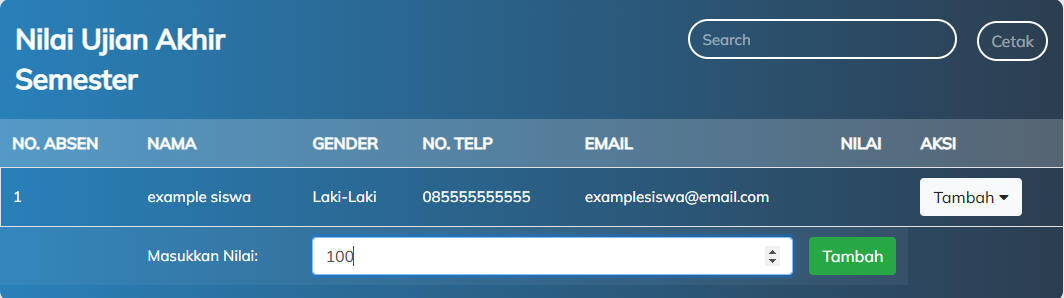 Nilai Ujian Akhir
Semester
Search
Cetak
NO. ABSEN NAMA GENDER NO. TELP EMAIL NILAI AKSI
1 example siswa Laki-Laki 085555555555 examplesiswa@email.com Tambah
Masukkan Nilai: 100 Tambah